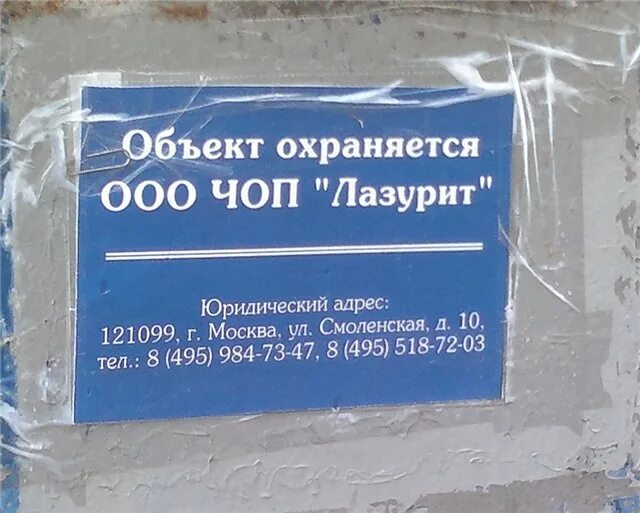 Объект охраняется
ООО ЧОП "Лазурит"
Юридический адрес:
121099, г. Москва, ул. Смоленская, д. 10,
тел.: 8 (495) 984-73-47, 8 (495) 518-72-03